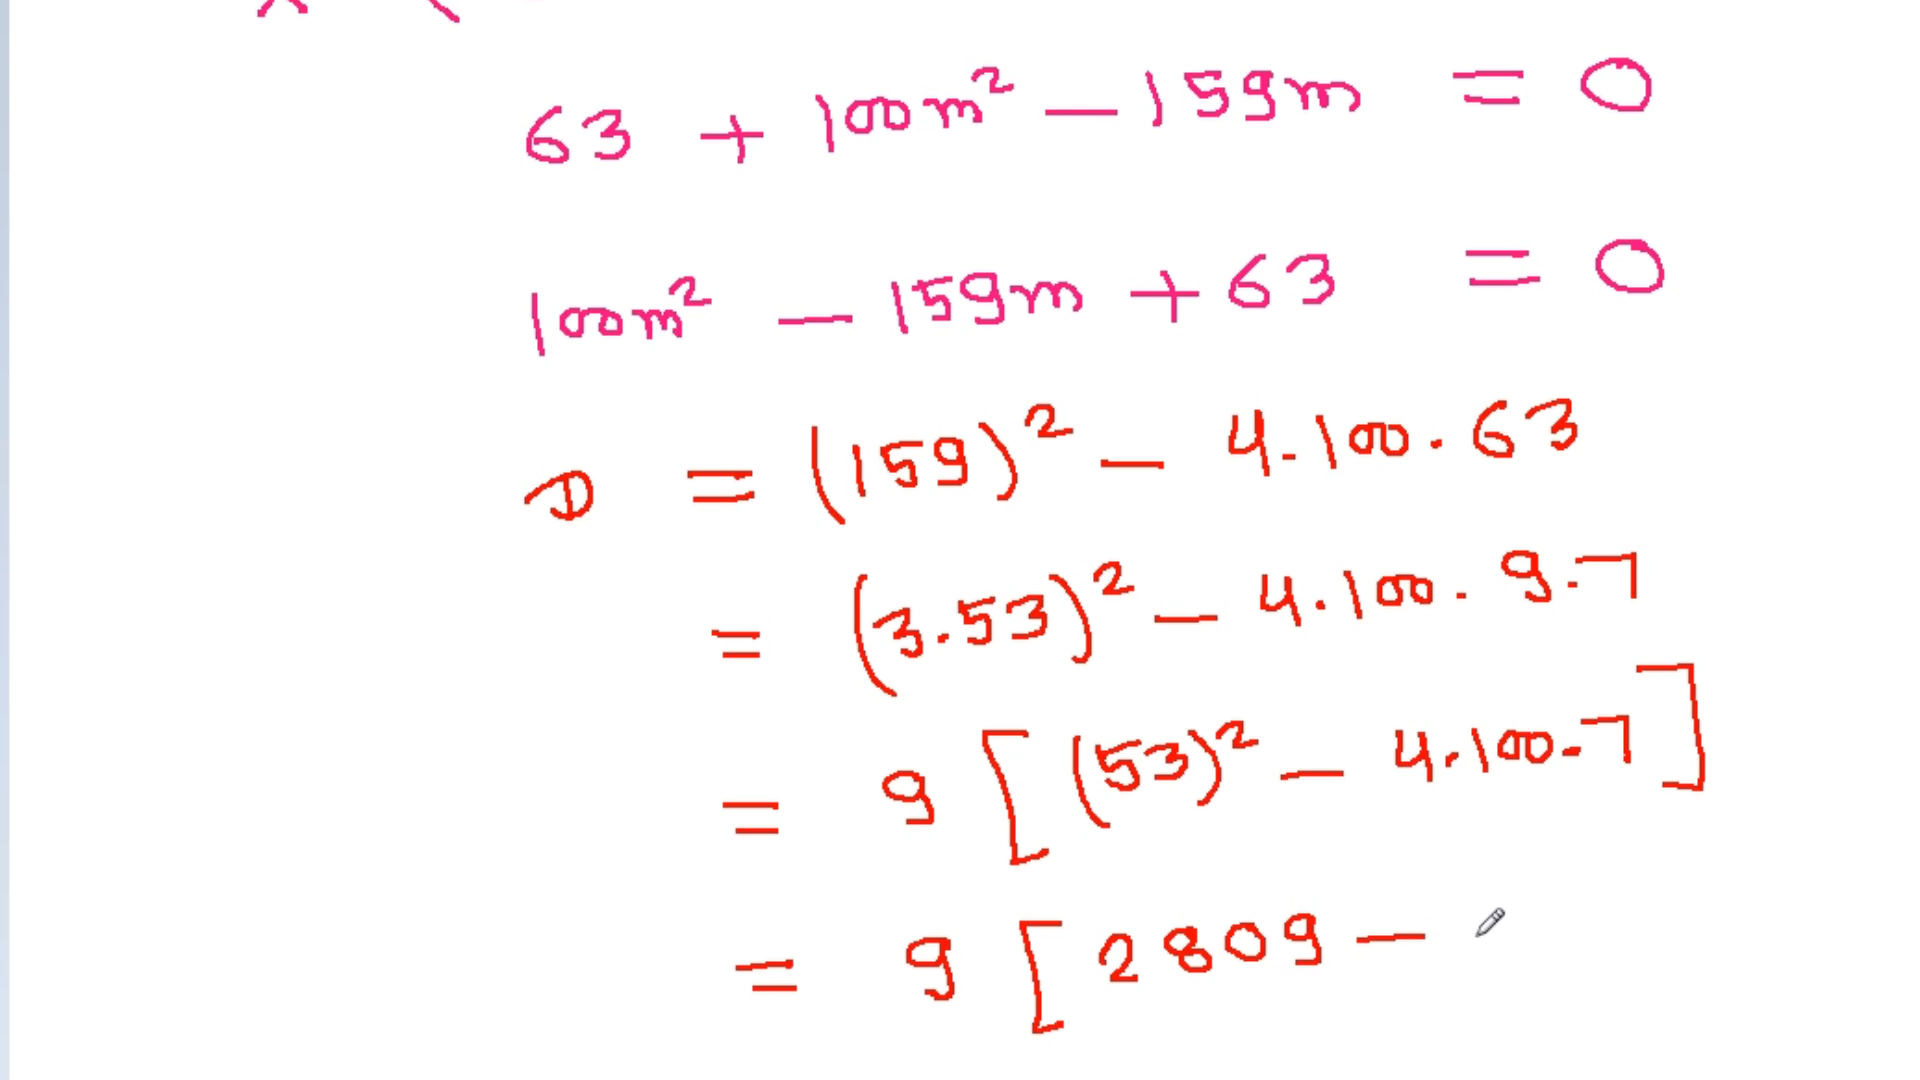 63 + 100m² - 159m = 0
100m² - 159m + 63 = 0
D = (159)² - 4.100.63
= (3.53)² - 4.100.9.7
= 9 [(53)² - 4.100.7]
= 9 [2809 -